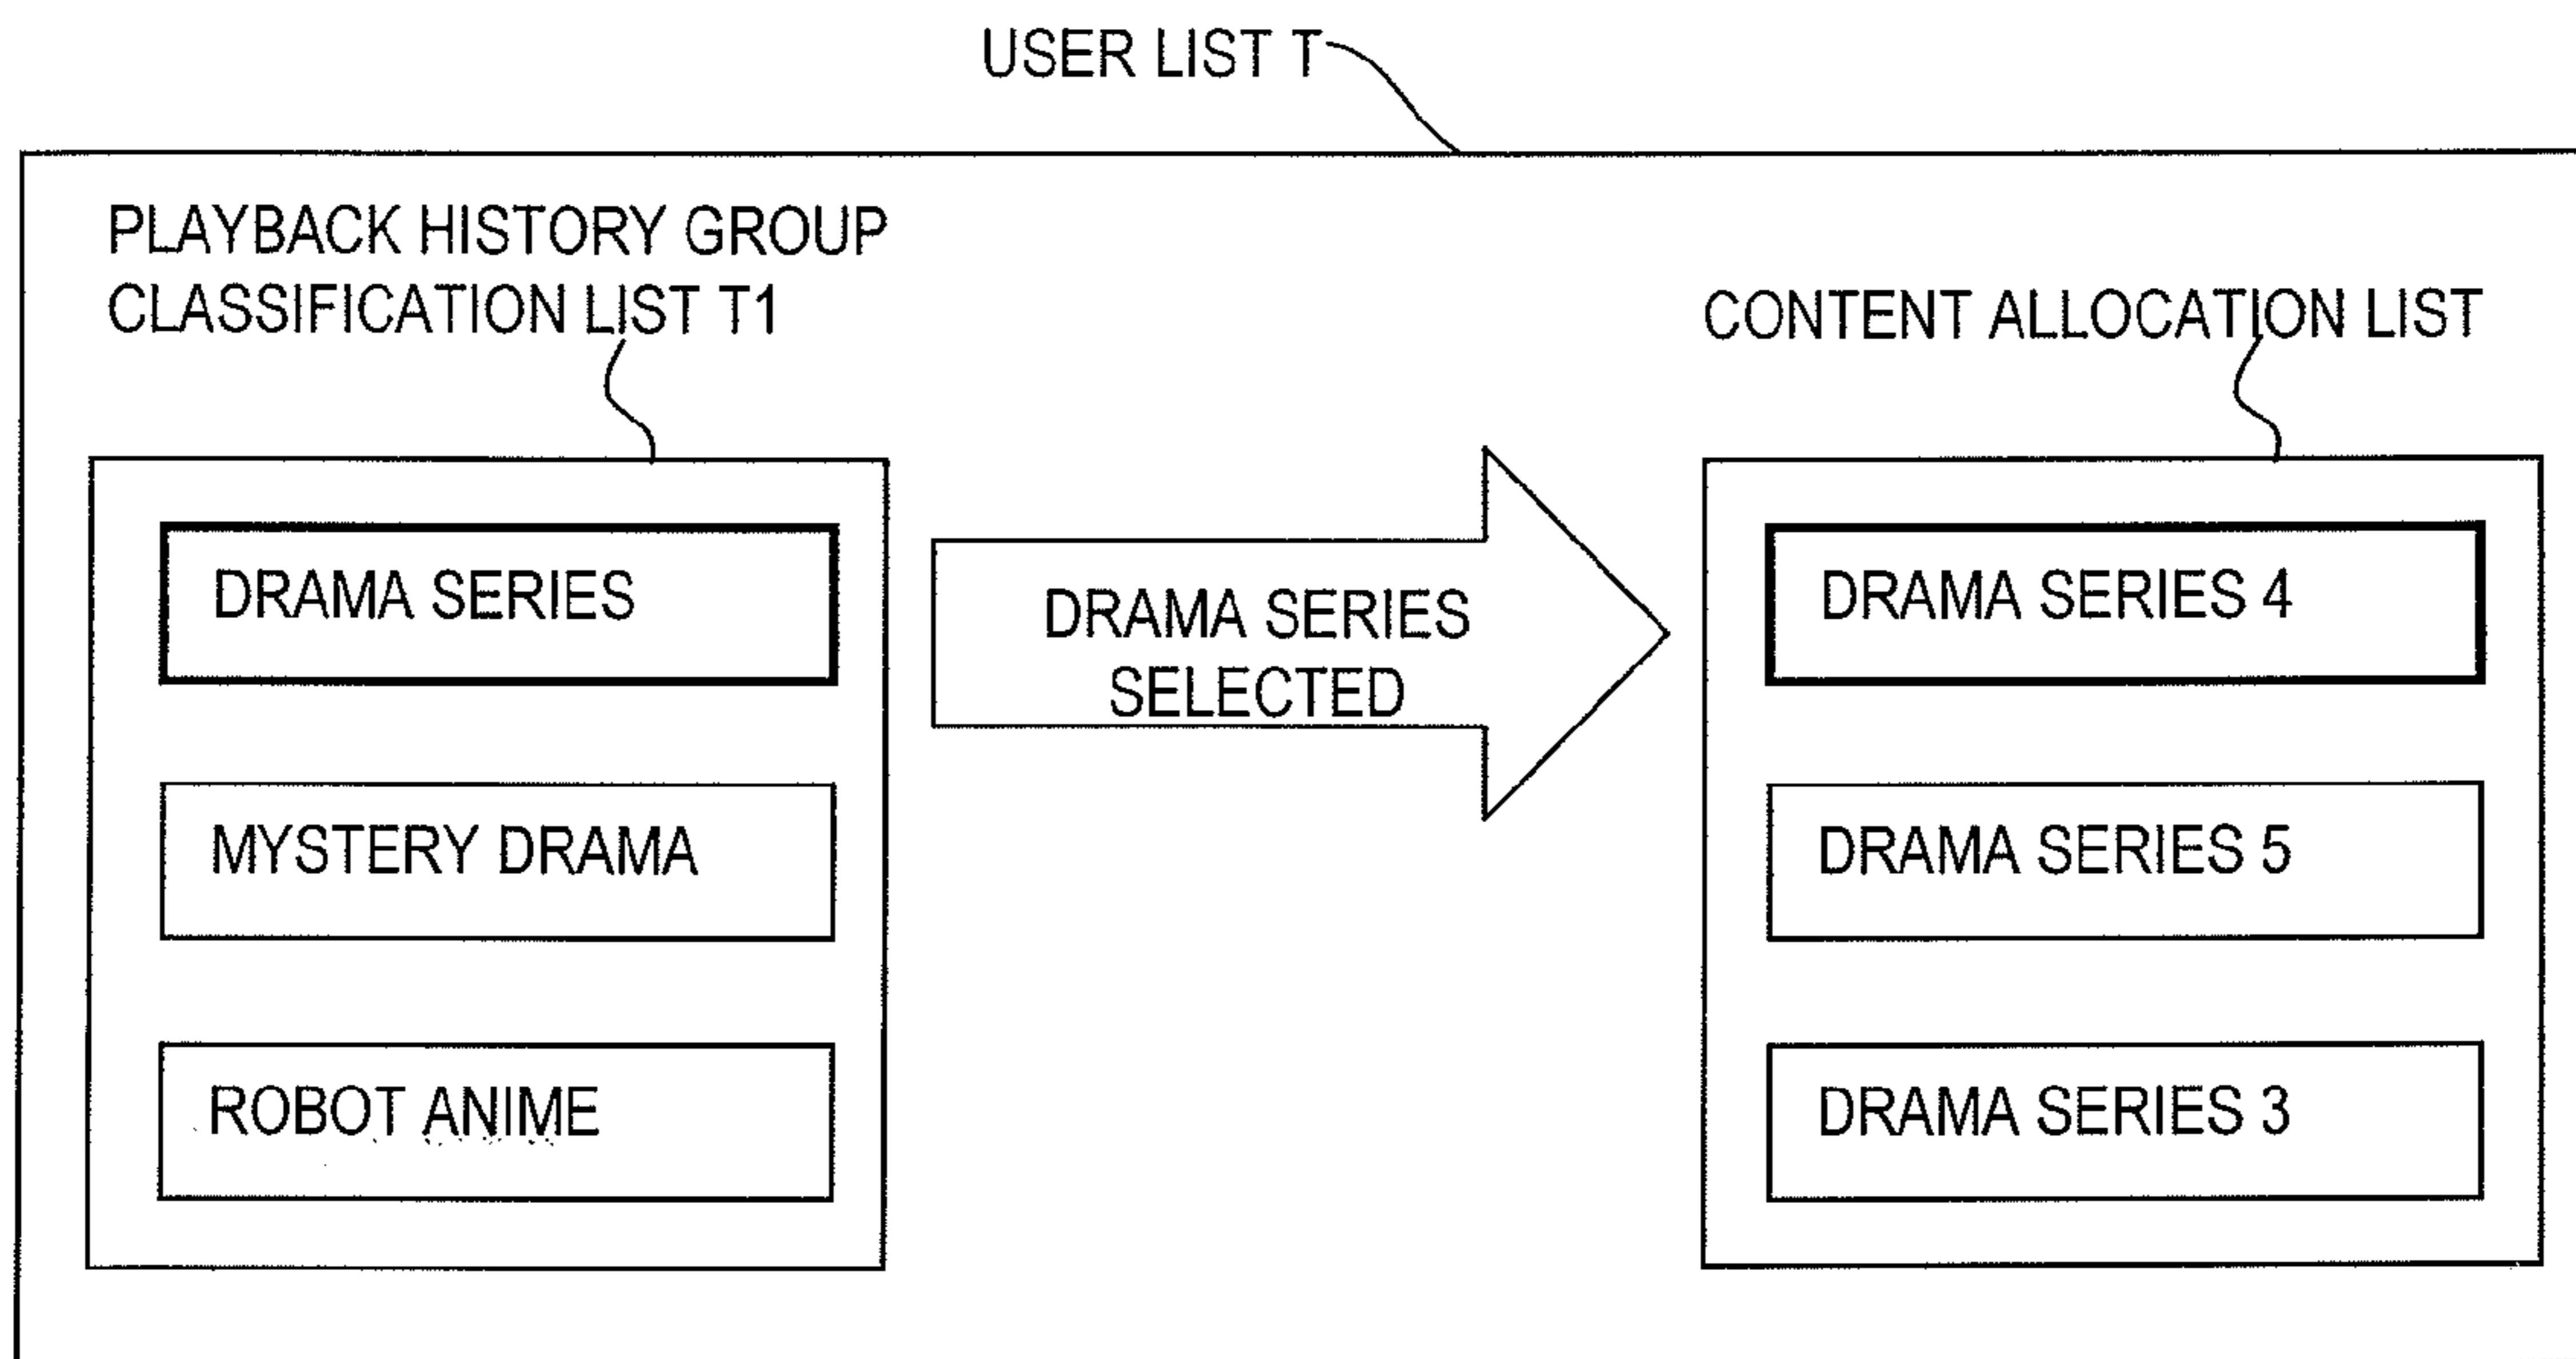 USER LIST T
PLAYBACK HISTORY GROUP
CLASSIFICATION LIST T1
CONTENT ALLOCATION LIST
DRAMA SERIES
MYSTERY DRAMA
ROBOT ANIME
DRAMA SERIES
SELECTED
DRAMA SERIES 4
DRAMA SERIES 5
DRAMA SERIES 3